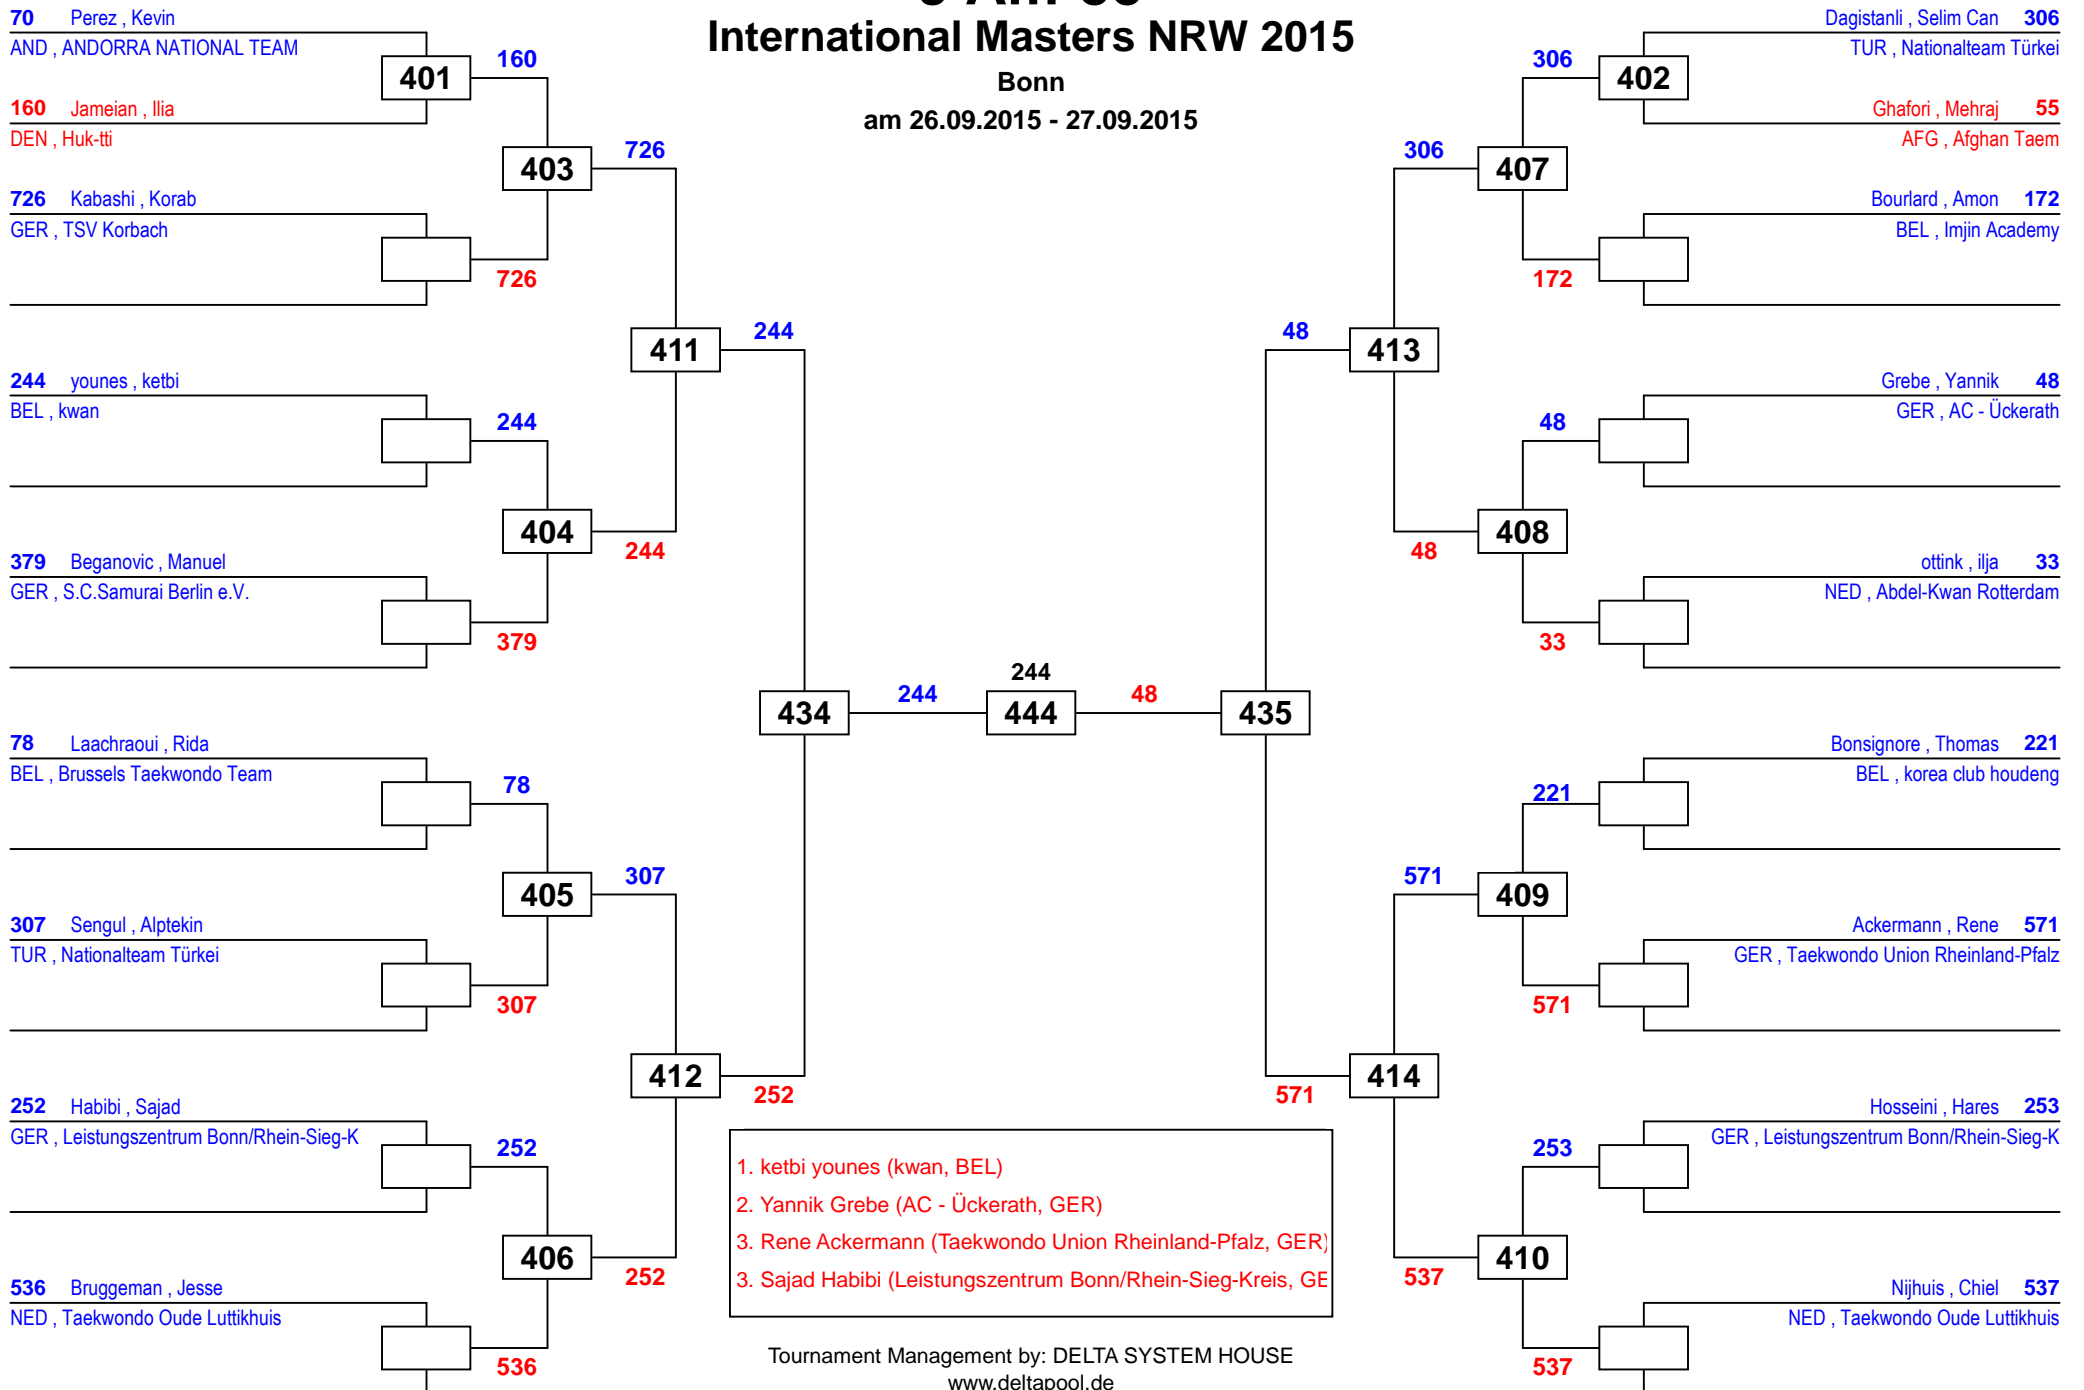 International Masters NRW 2015
Bonn
am 26.09.2015 - 27.09.2015
70 Perez , Kevin
AND , ANDORRA NATIONAL TEAM
401
160
160 Jameian , Ilia
DEN , Huk-tti
403
726
726 Kabashi , Korab
GER , TSV Korbach
726
411
244
244 younes , ketbi
BEL , kwan
244
404
244
379 Beganovic , Manuel
GER , S.C.Samurai Berlin e.V.
379
434
244
244
444
48
435
78 Laachraoui , Rida
BEL , Brussels Taekwondo Team
78
405
307
307 Sengul , Alptekin
TUR , Nationalteam Türkei
307
412
252
252 Habibi , Sajad
GER , Leistungszentrum Bonn/Rhein-Sieg-K
252
406
252
536 Bruggeman , Jesse
NED , Taekwondo Oude Luttikhuis
536
Dagistanli , Selim Can 306
TUR , Nationalteam Türkei
306
402
Ghafori , Mehraj 55
AFG , Afghan Taem
306
407
Bourlard , Amon 172
BEL , Imjin Academy
172
48
413
Grebe , Yannik 48
GER , AC - Ückerath
48
408
48
ottink , ilja 33
NED , Abdel-Kwan Rotterdam
33
Bonsignore , Thomas 221
BEL , korea club houdeng
221
571
409
Ackermann , Rene 571
GER , Taekwondo Union Rheinland-Pfalz
571
414
571
Hosseini , Hares 253
GER , Leistungszentrum Bonn/Rhein-Sieg-K
253
410
537
Nijhuis , Chiel 537
NED , Taekwondo Oude Luttikhuis
537
1. ketbi younes (kwan, BEL)
2. Yannik Grebe (AC - Ückerath, GER)
3. Rene Ackermann (Taekwondo Union Rheinland-Pfalz, GER)
3. Sajad Habibi (Leistungszentrum Bonn/Rhein-Sieg-Kreis, GE
Tournament Management by: DELTA SYSTEM HOUSE
www.deltapool.de